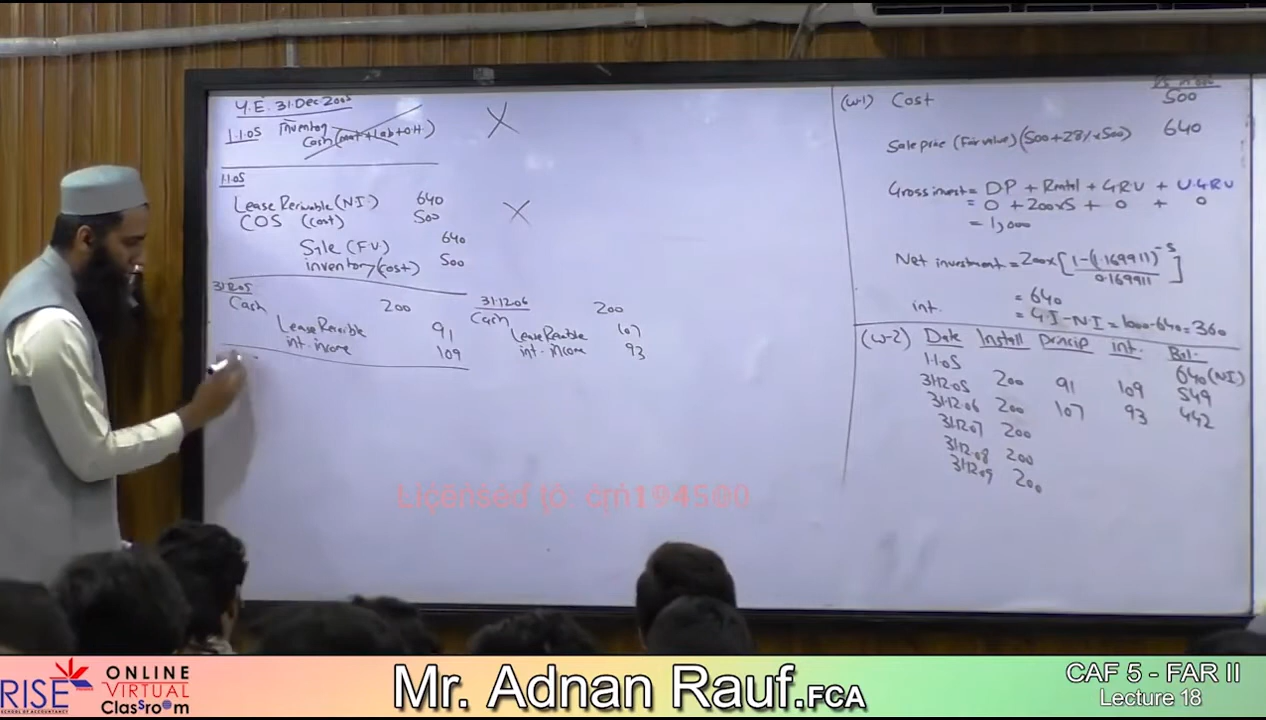 Y.E. 31.Dec 2005
1.1.05 Inventory
Cash (mat + Lab + OH)
X
1.1.05
Lease Receivable (N.I.) 640
COS (cost) 500
Sale (F.V.) 640
inventory (cost) 500
X
31.12.05
Cash 200
Lease Receivable 91
int. income 109
31.12.06
Cash 200
Lease Receivable 107
int. income 93
(W-1) Cost 500
Sale price (Fair value) (500 + 28% x 500) 640
Gross invest = DP + Rental + GRV + U.GRV
= 0 + 200x5 + 0 + 0
= 1,000
Net investment = 200x [1-(1.169911)^-5 / 0.169911]
= 640
int. = G.I - N.I = 1000-640 = 360
(W-2) Date Install Princip Int. Bal.
1.1.05 640 (NI)
31.12.05 200 91 109 549
31.12.06 200 107 93 442
31.12.07 200
31.12.08 200
31.12.09 200
Licensed to: cm194500
RISE
ONLINE
VIRTUAL
Classroom
Mr. Adnan Rauf.FCA
CAF 5 - FAR II
Lecture 18